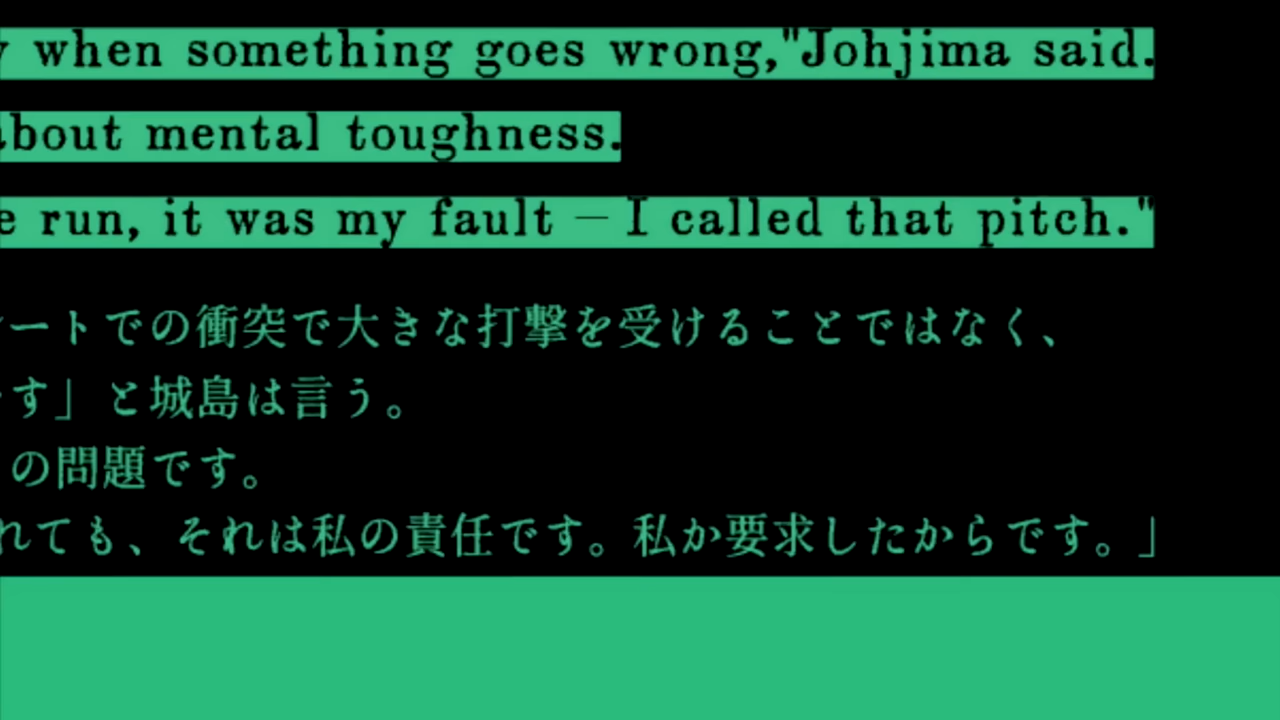 when something goes wrong,"Johjima said.
about mental toughness.
run, it was my fault — I called that pitch."
ートでの衝突で大きな打撃を受けることではなく、
す」と城島は言う。
の問題です。
れても、それは私の責任です。私か要求したからです。」